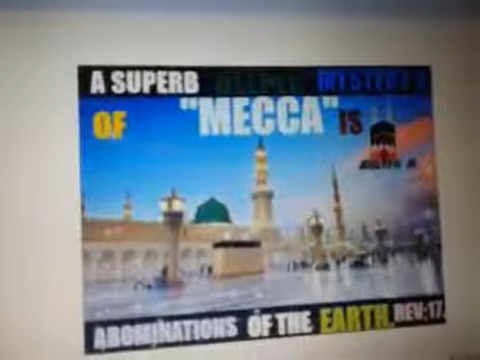 A SUPERB MYSTERY
OF "MECCA" IS
ABOMINATIONS OF THE EARTH. REV:17